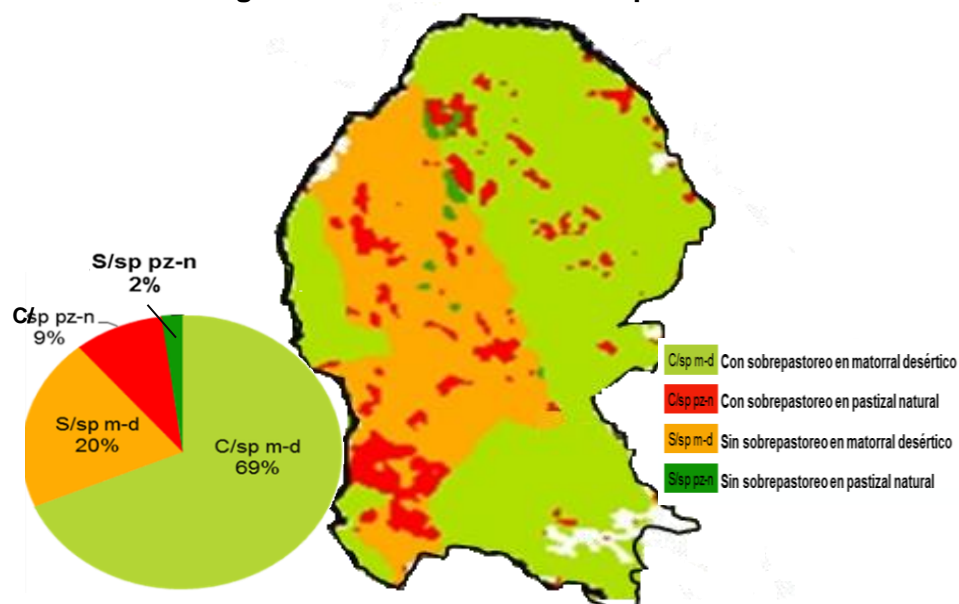 S/sp pz-n
2%
C/sp pz-n
9%
S/sp m-d
20%
C/sp m-d
69%
C/sp m-d Con sobrepastoreo en matorral desértico
C/sp pz-n Con sobrepastoreo en pastizal natural
S/sp m-d Sin sobrepastoreo en matorral desértico
S/sp pz-n Sin sobrepastoreo en pastizal natural